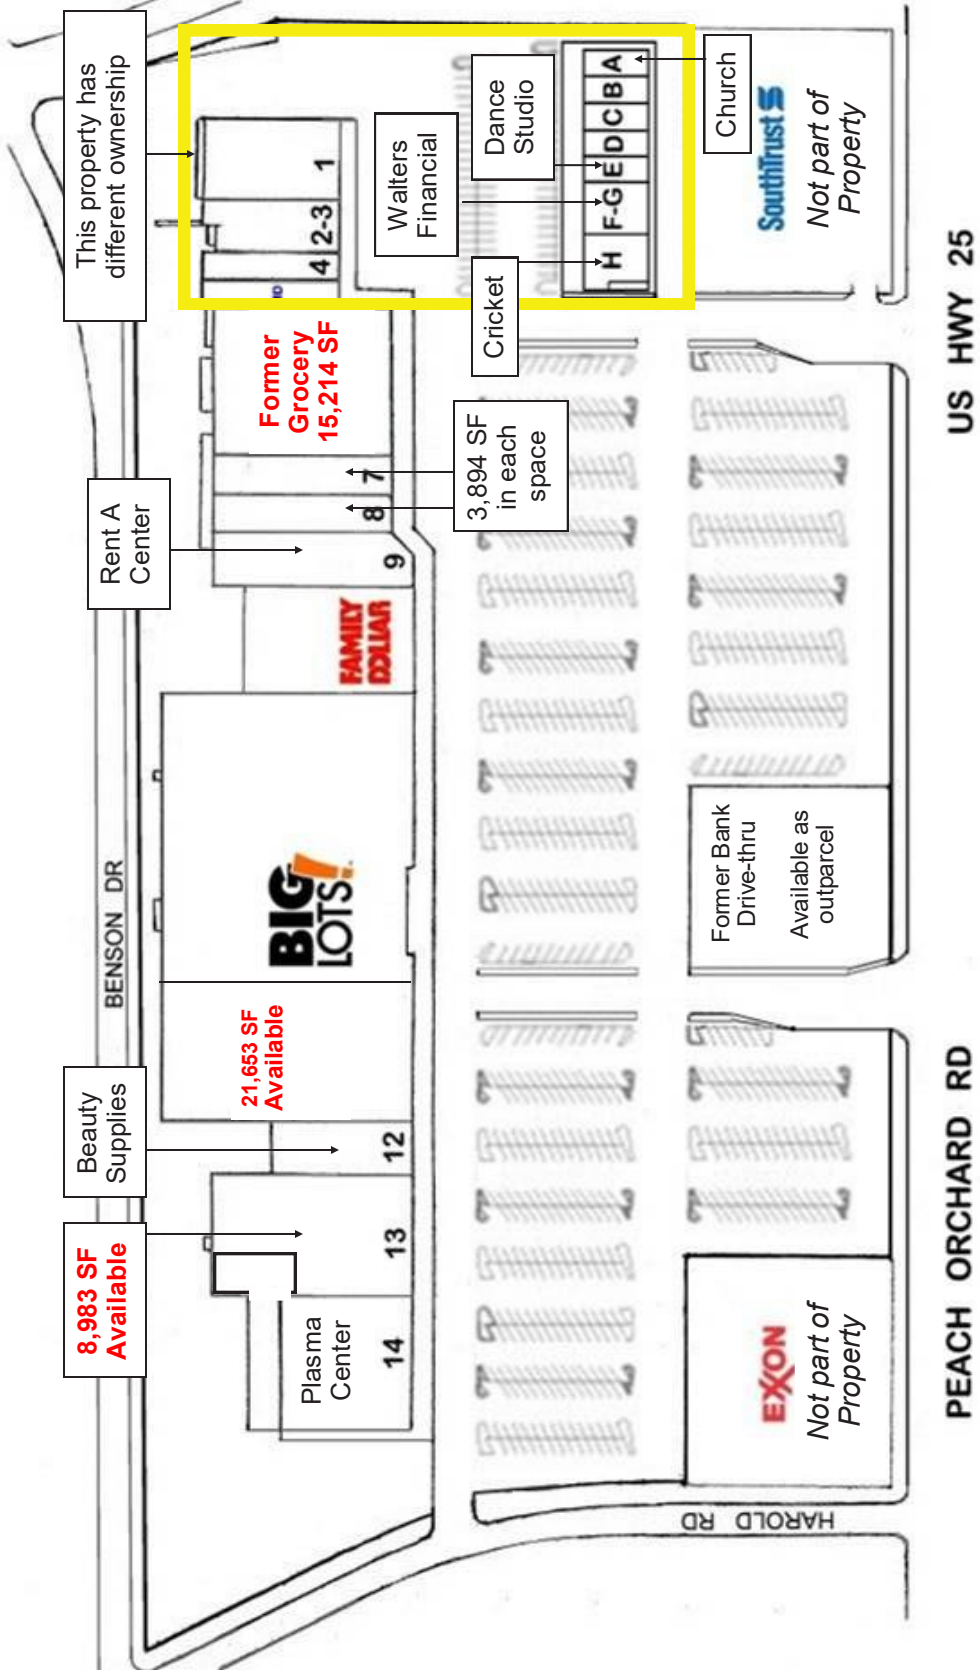 This property has
different ownership
Rent A
Center
BENSON DR
Beauty
Supplies
8,983 SF
Available
1
2-3
4
Former
Grocery
15,214 SF
7
8
9
3,894 SF
in each
space
FAMILY
DOLLAR
BIG
LOTS!
21,653 SF
Available
12
13
14
Plasma
Center
Walters
Financial
Dance
Studio
Cricket
Church
H F-G E D C B A
SouthTrust
Not part of
Property
Former Bank
Drive-thru
Available as
outparcel
EXXON
Not part of
Property
HAROLD RD
PEACH ORCHARD RD
US HWY 25